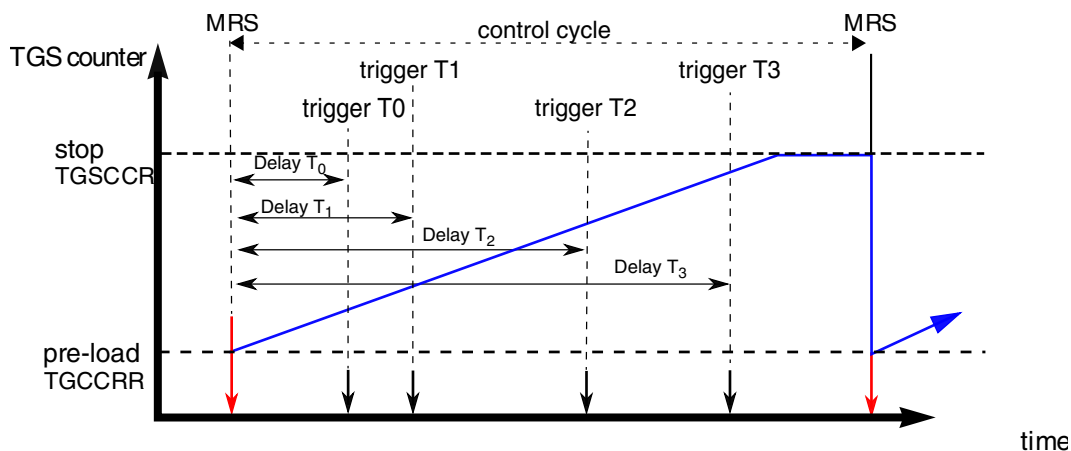 MRS
control cycle
MRS
TGS counter
trigger T1
trigger T3
trigger T0
trigger T2
stop
TGSCCR
Delay T0
Delay T1
Delay T2
Delay T3
pre-load
TGCCRR
time